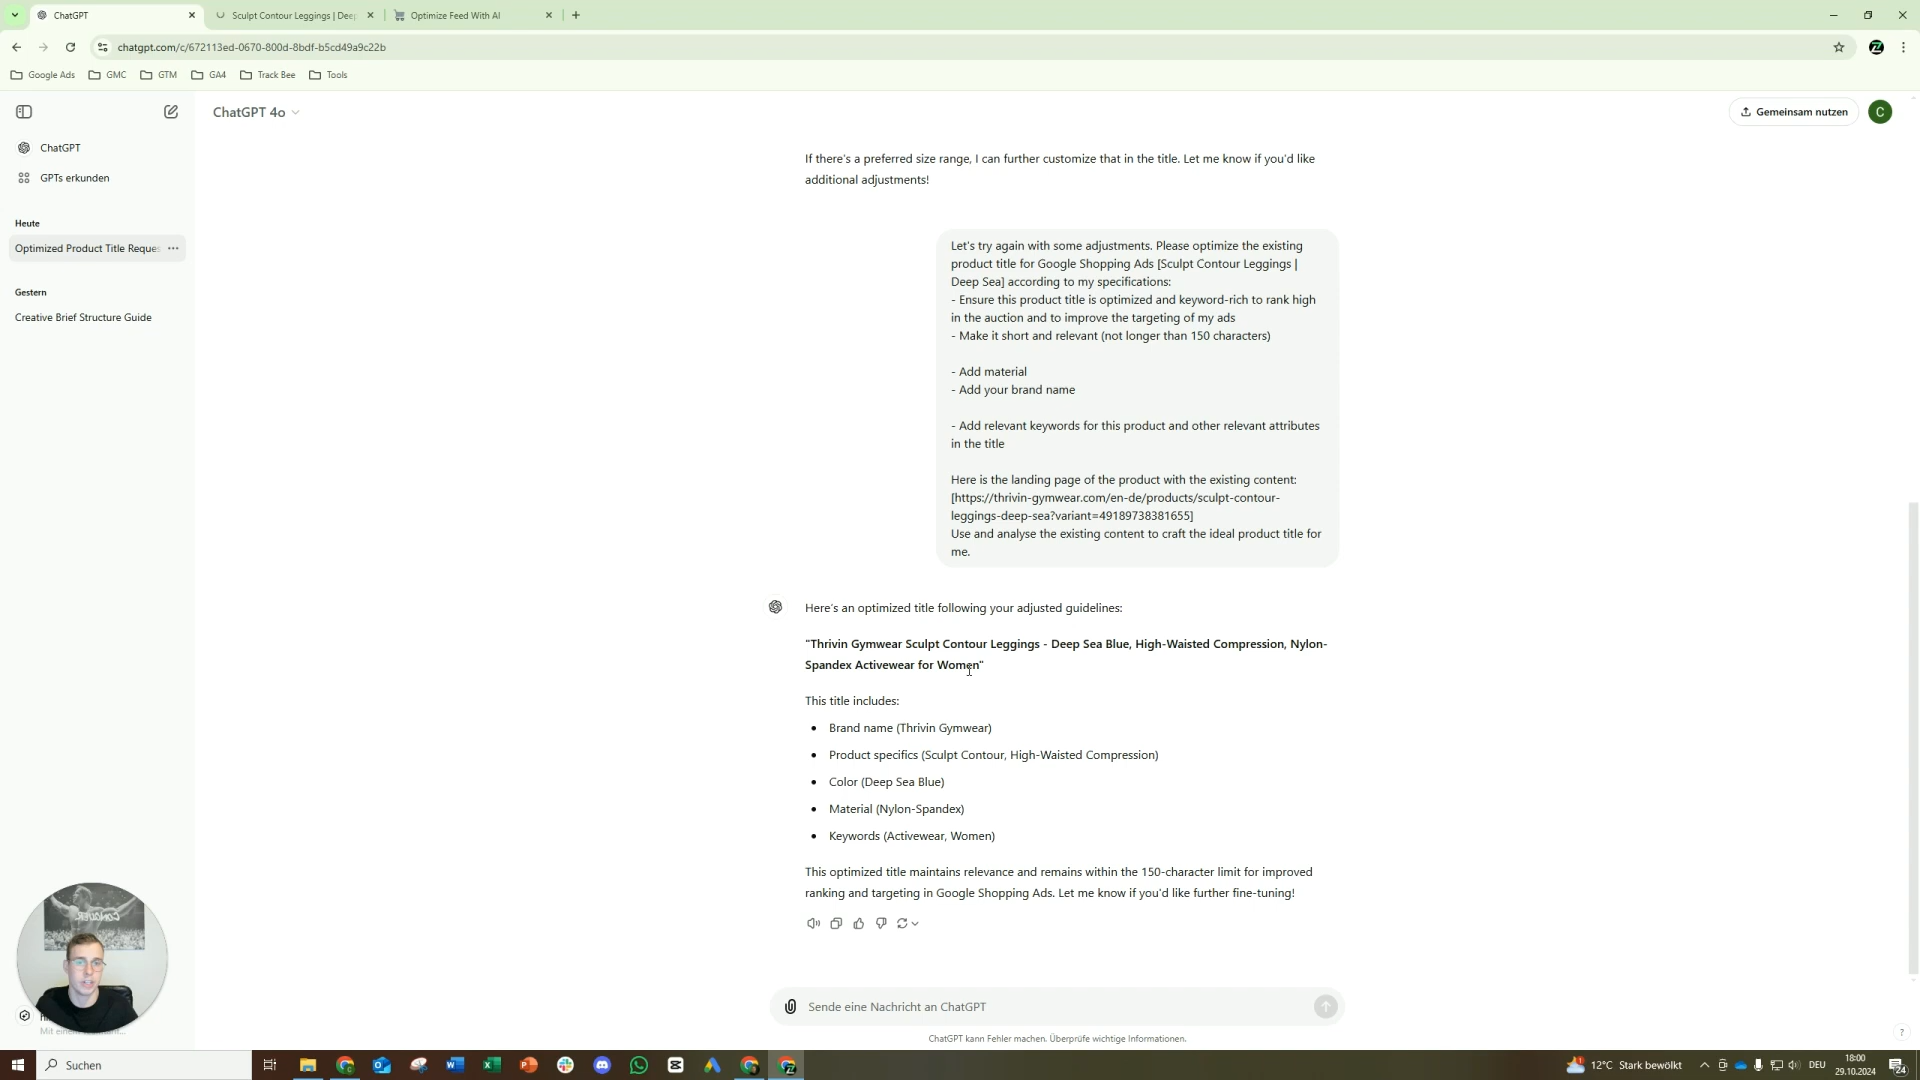 ChatGPT
Sculpt Contour Leggings | Deep
Optimize Feed With AI
chatgpt.com/c/672113ed-0670-800d-8bdf-b5cd49a9c22b
Google Ads
GMC
GTM
GA4
Track Bee
Tools
ChatGPT 4o
Gemeinsam nutzen
C
ChatGPT
GPTs erkunden
Heute
Optimized Product Title Reques
Gestern
Creative Brief Structure Guide
If there's a preferred size range, I can further customize that in the title. Let me know if you'd like
additional adjustments!
Let's try again with some adjustments. Please optimize the existing
product title for Google Shopping Ads [Sculpt Contour Leggings |
Deep Sea] according to my specifications:
- Ensure this product title is optimized and keyword-rich to rank high
in the auction and to improve the targeting of my ads
- Make it short and relevant (not longer than 150 characters)
- Add material
- Add your brand name
- Add relevant keywords for this product and other relevant attributes
in the title
Here is the landing page of the product with the existing content:
[https://thrivin-gymwear.com/en-de/products/sculpt-contour-
leggings-deep-sea?variant=49189738381655]
Use and analyse the existing content to craft the ideal product title for
me.
Here's an optimized title following your adjusted guidelines:
"Thrivin Gymwear Sculpt Contour Leggings - Deep Sea Blue, High-Waisted Compression, Nylon-
Spandex Activewear for Women"
This title includes:
• Brand name (Thrivin Gymwear)
• Product specifics (Sculpt Contour, High-Waisted Compression)
• Color (Deep Sea Blue)
• Material (Nylon-Spandex)
• Keywords (Activewear, Women)
This optimized title maintains relevance and remains within the 150-character limit for improved
ranking and targeting in Google Shopping Ads. Let me know if you'd like further fine-tuning!
Sende eine Nachricht an ChatGPT
ChatGPT kann Fehler machen. Überprüfe wichtige Informationen.
?
Suchen
12°C Stark bewölkt
DEU
18:00
29.10.2024
24